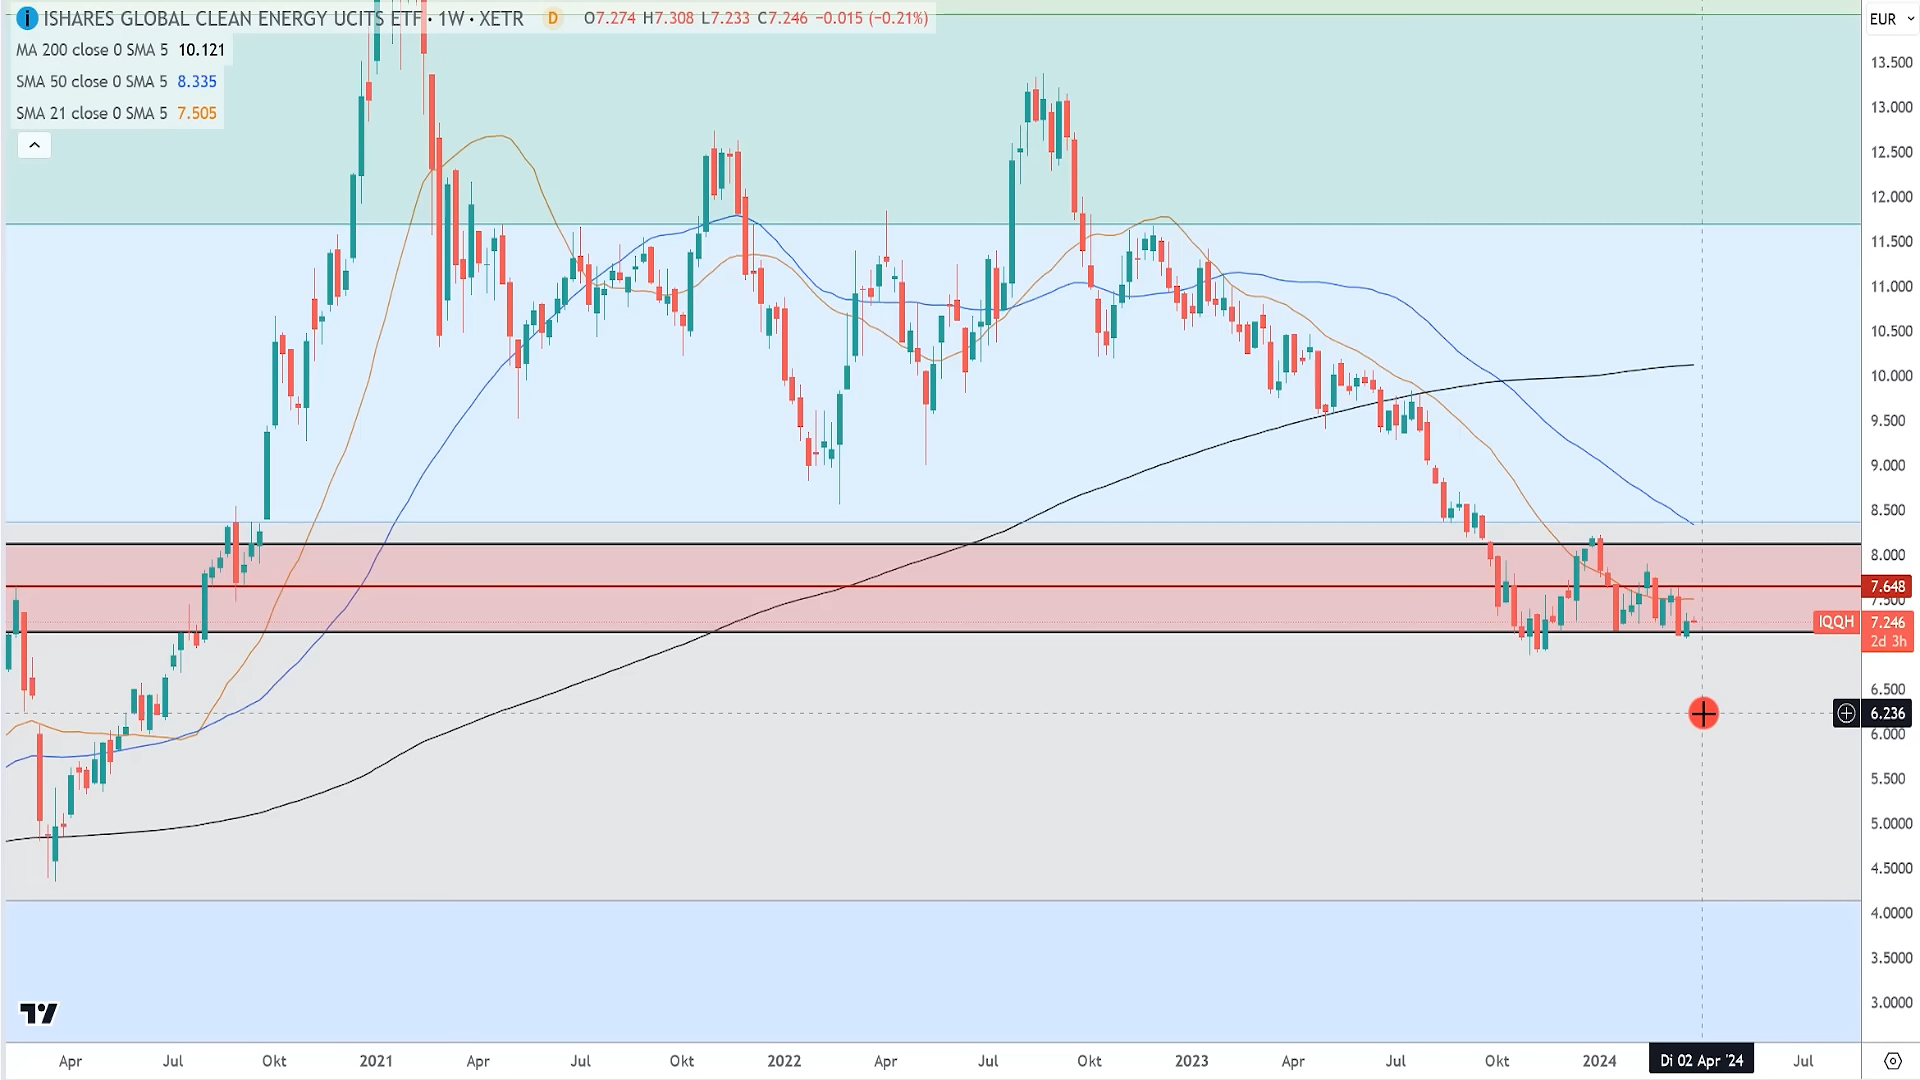 ISHARES GLOBAL CLEAN ENERGY UCITS ETF · 1W · XETR D O7.274 H7.308 L7.233 C7.246 −0.015 (−0.21%)
MA 200 close 0 SMA 5 10.121
SMA 50 close 0 SMA 5 8.335
SMA 21 close 0 SMA 5 7.505
EUR
13.500
13.000
12.500
12.000
11.500
11.000
10.500
10.000
9.500
9.000
8.500
8.000
7.648
7.500
IQQH 7.246
2d 3h
6.500
6.236
6.000
5.500
5.0000
4.5000
4.0000
3.5000
3.0000
Apr Jul Okt 2021 Apr Jul Okt 2022 Apr Jul Okt 2023 Apr Jul Okt 2024 Di 02 Apr '24 Jul